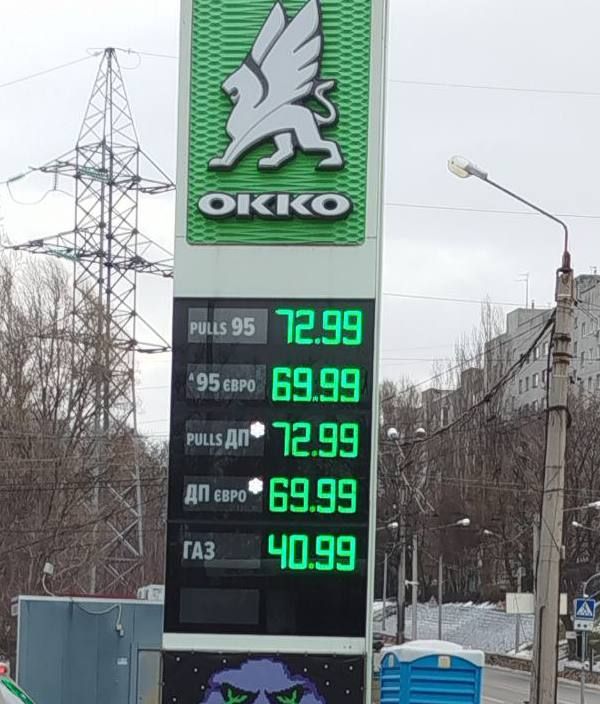 OKKO
PULLS 95 72.99
А95 ЄВРО 69.99
PULLS ДП 72.99
ДП ЄВРО 69.99
ГАЗ 40.99